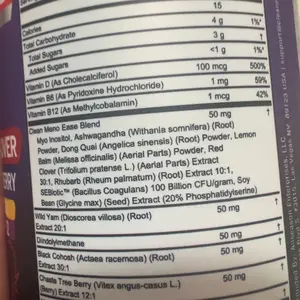 Calories 15
Total Carbohydrate 4 g 1%*
Total Sugars 3 g †
Added Sugars <1 g 1%*
Vitamin D (As Cholecalciferol) 100 mcg 500%
Vitamin B6 (As Pyridoxine Hydrochloride) 1 mg 59%
Vitamin B12 (As Methylcobalamin) 1 mcg 42%
Clean Meno Ease Blend 50 mg †
Myo Inositol, Ashwagandha (Withania somnifera) (Root)
Powder, Dong Quai (Angelica sinensis) (Root) Powder, Lemon
Balm (Melissa officinalis) (Aerial Parts) Powder, Red
Clover (Trifolium pratense L.) (Aerial Parts) Extract
30:1, Rhubarb (Rheum palmatum) (Root) Extract 10:1,
SEBiotic™ (Bacillus Coagulans) 100 Billion CFU/gram, Soy
Bean (Glycine max) (Seed) Extract (20% Phosphatidylserine)
Wild Yam (Dioscorea villosa) (Root) 50 mg †
Extract 20:1
Diindolylmethane 50 mg †
Black Cohosh (Actaea racemosa) (Root) 50 mg †
Extract 30:1
Chaste Tree Berry (Vitex angus-castus L.) 50 mg †
(Berry) Extract 12:1